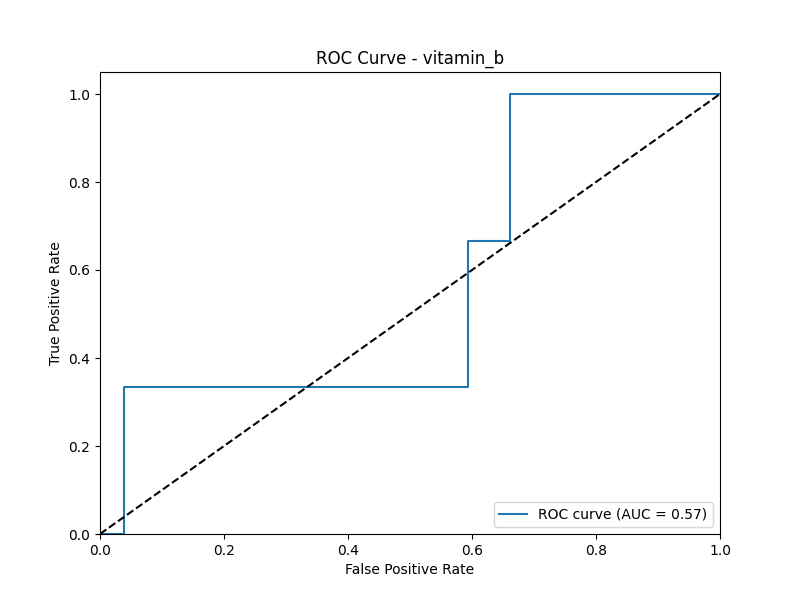 ROC Curve - vitamin_b
True Positive Rate
1.0
0.8
0.6
0.4
0.2
0.0
0.0 0.2 0.4 0.6 0.8 1.0
False Positive Rate
ROC curve (AUC = 0.57)